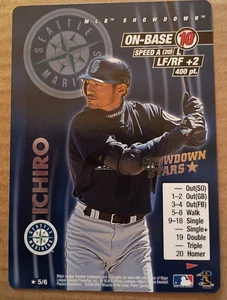 MLB SHOWDOWN
SEATTLE
MARINERS
ON-BASE 10
SPEED A (20) L
LF/RF +2
400 pt.
SHOWDOWN
STARS
ICHIRO
— Out(SO)
1–2 Out(GB)
3–4 Out(FB)
5–8 Walk
9–18 Single
— Single+
19 Double
— Triple
20 Homer
★ 5/6